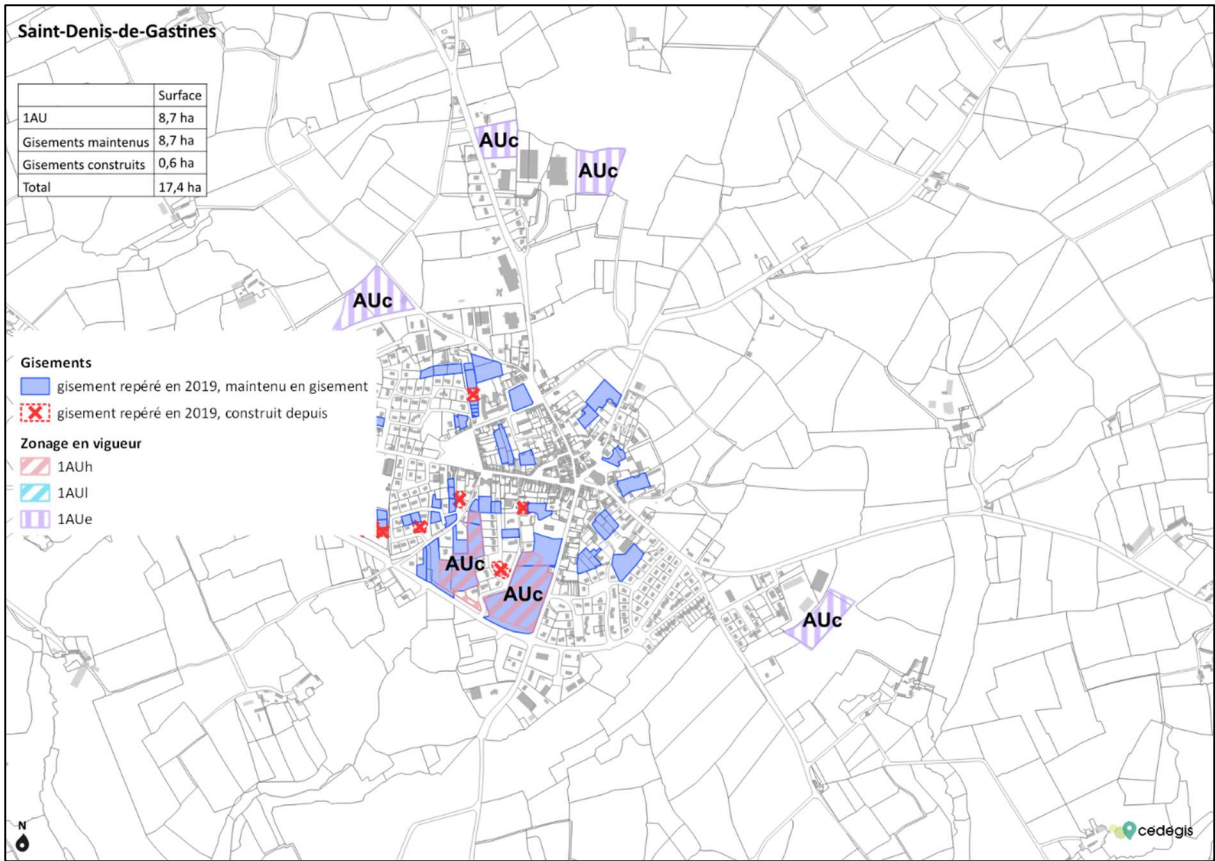 Saint-Denis-de-Gastines
Surface
1AU 8,7 ha
Gisements maintenus 8,7 ha
Gisements construits 0,6 ha
Total 17,4 ha
AUc
AUc
AUc
Gisements
gisement repéré en 2019, maintenu en gisement
gisement repéré en 2019, construit depuis
Zonage en vigueur
1AUh
1AUl
1AUe
AUc
AUc
AUc
N
cedegis